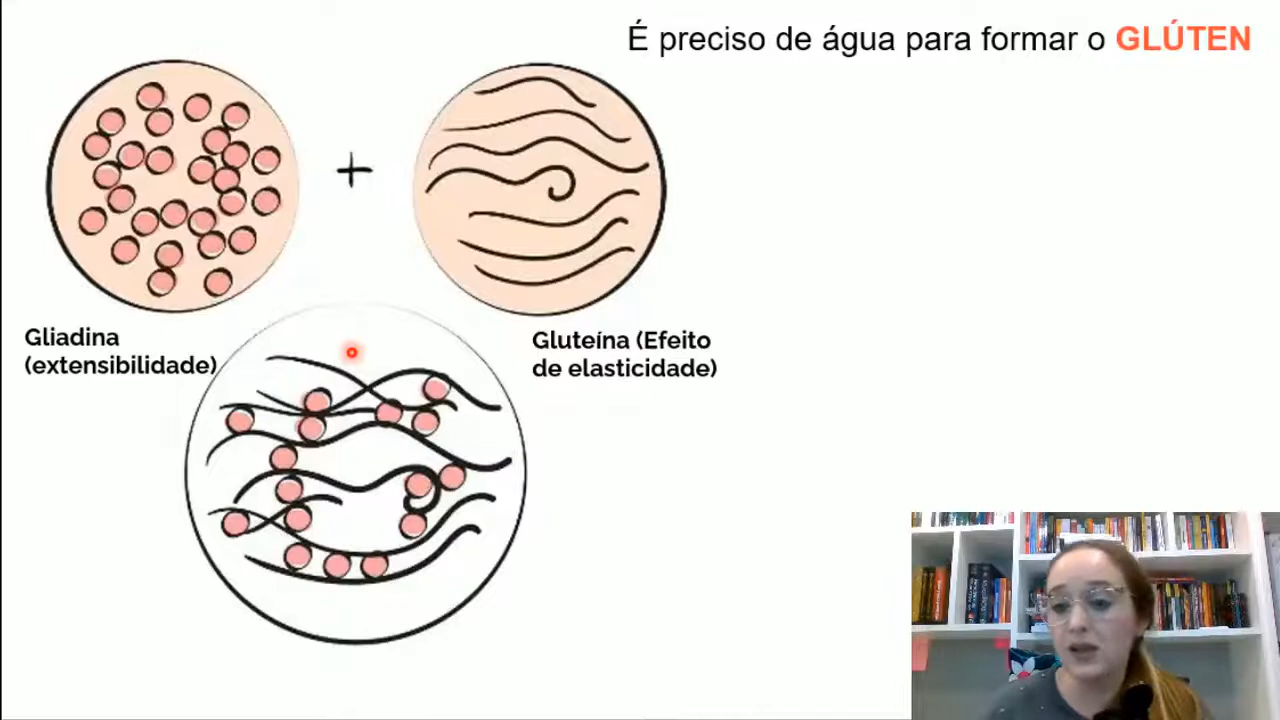 É preciso de água para formar o GLÚTEN
Gliadina
(extensibilidade)
Gluteína (Efeito
de elasticidade)